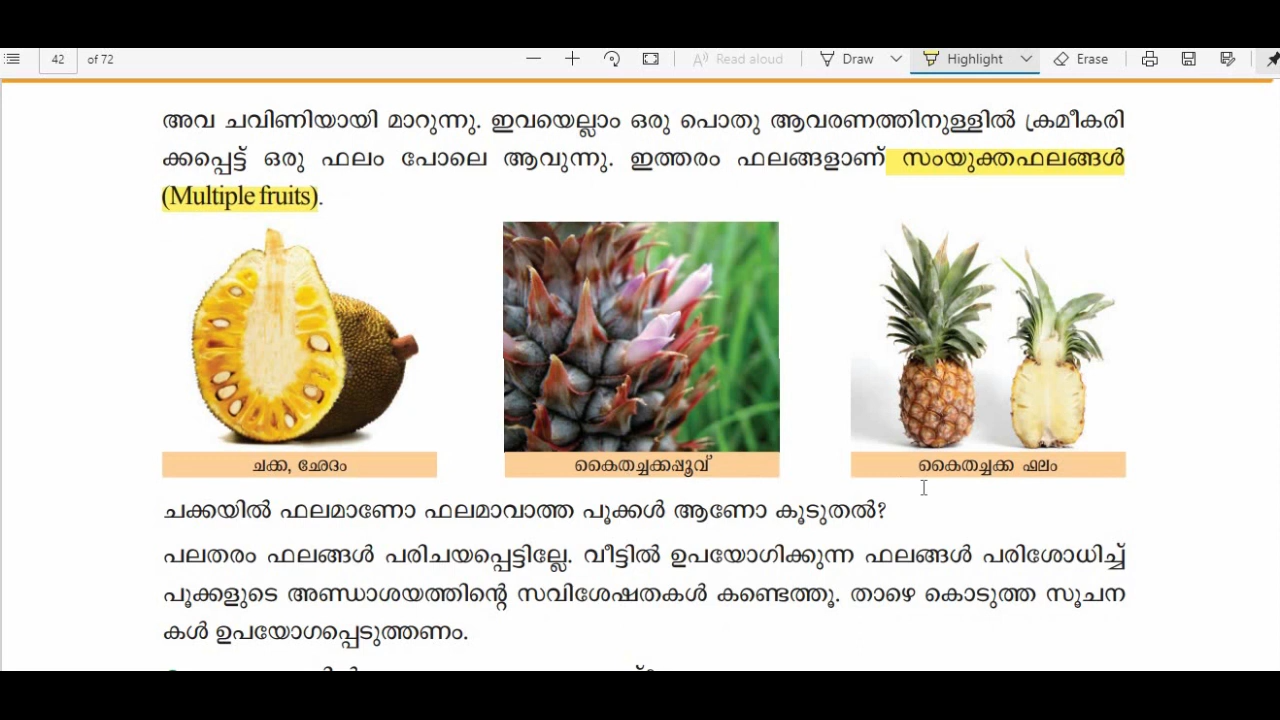 42 of 72 Read aloud Draw Highlight Erase
അവ ചവിണിയായി മാറുന്നു. ഇവയെല്ലാം ഒരു പൊതു ആവരണത്തിനുള്ളിൽ ക്രമീകരി
ക്കപ്പെട്ട് ഒരു ഫലം പോലെ ആവുന്നു. ഇത്തരം ഫലങ്ങളാണ് സംയുക്തഫലങ്ങൾ
(Multiple fruits).
ചക്ക, ഛേദം
കൈതച്ചക്കപ്പൂവ്
കൈതച്ചക്ക ഫലം
ചക്കയിൽ ഫലമാണോ ഫലമാവാത്ത പൂക്കൾ ആണോ കൂടുതൽ?
പലതരം ഫലങ്ങൾ പരിചയപ്പെട്ടില്ലേ. വീട്ടിൽ ഉപയോഗിക്കുന്ന ഫലങ്ങൾ പരിശോധിച്ച്
പൂക്കളുടെ അണ്ഡാശയത്തിന്റെ സവിശേഷതകൾ കണ്ടെത്തൂ. താഴെ കൊടുത്ത സൂചന
കൾ ഉപയോഗപ്പെടുത്തണം.